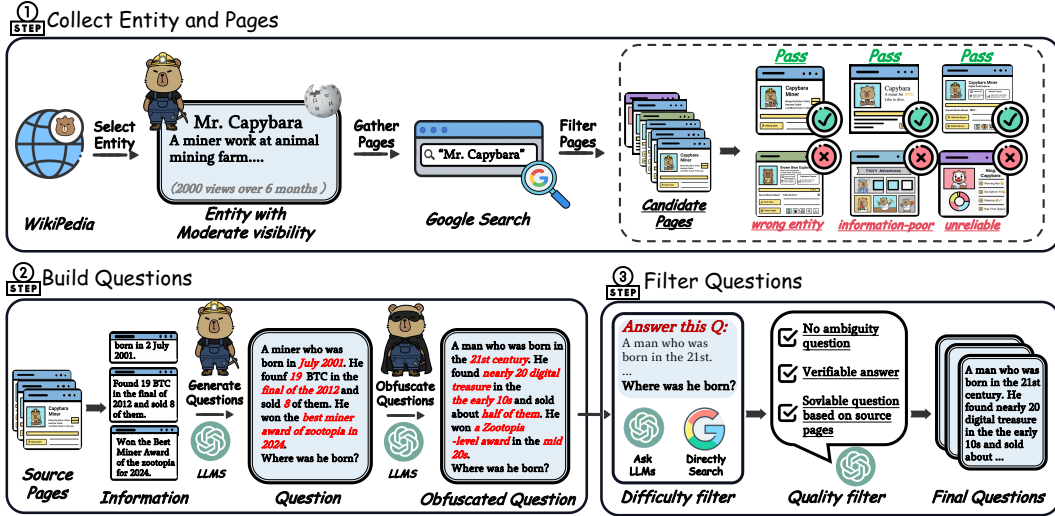 ① STEP Collect Entity and Pages
WikiPedia
Select
Entity
Mr. Capybara
A miner work at animal
mining farm....
(2000 views over 6 months )
Entity with
Moderate visibility
Gather
Pages
"Mr. Capybara"
Google Search
Filter
Pages
Capybara
Miner
Candidate
Pages
Pass
Pass
Pass
Capybara
Miner
Capybara
Capybara
Miner
wrong entity
information-poor
unreliable
② STEP Build Questions
Capybara
Miner
Source
Pages
born in 2 July
2001.
Found 19 BTC in
the final of
2012 and sold 8
of them.
Won the Best
Miner Award
of the zootopia
for 2024.
Information
Generate
Questions
LLMS
A miner who was
born in July 2001. He
founf 19 BTC in the
final of the 2012 and
sold 8 of them. He
won the best miner
award of zootopia in
2024.
Where was he born?
Question
Obfuscate
Questions
LLMS
A man who was born in
the 21st century. He
found nearly 20 digital
treasure in the
the early 10s and sold
about half of them. He
won a Zootopia
-level award in the mid
20s.
Where was he born?
Obfuscated Question
③ STEP Filter Questions
Answer this Q:
A man who was
born in the 21st.
...
Where was he born?
Ask
LLMs
Directly
Search
Difficulty filter
No ambiguity
question
Verifiable answer
Sovlable question
based on source
pages
Quality filter
A man who was
born in the 21st
century. He
found nearly 20
digital treasure
in the the early
10s and sold
about ...
Final Questions